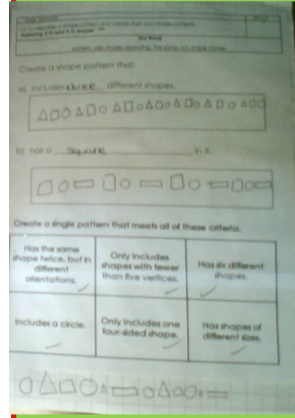 Create a shape pattern that:
a) Includes three different shapes.
b) has a square in it.
Create a single pattern that meets all of these criteria.
Has the same
shape twice, but in
different
orientations.
Only includes
shapes with fewer
than five vertices.
Has six different
shapes.
Includes a circle.
Only includes one
four-sided shape.
Has shapes of
different sizes.